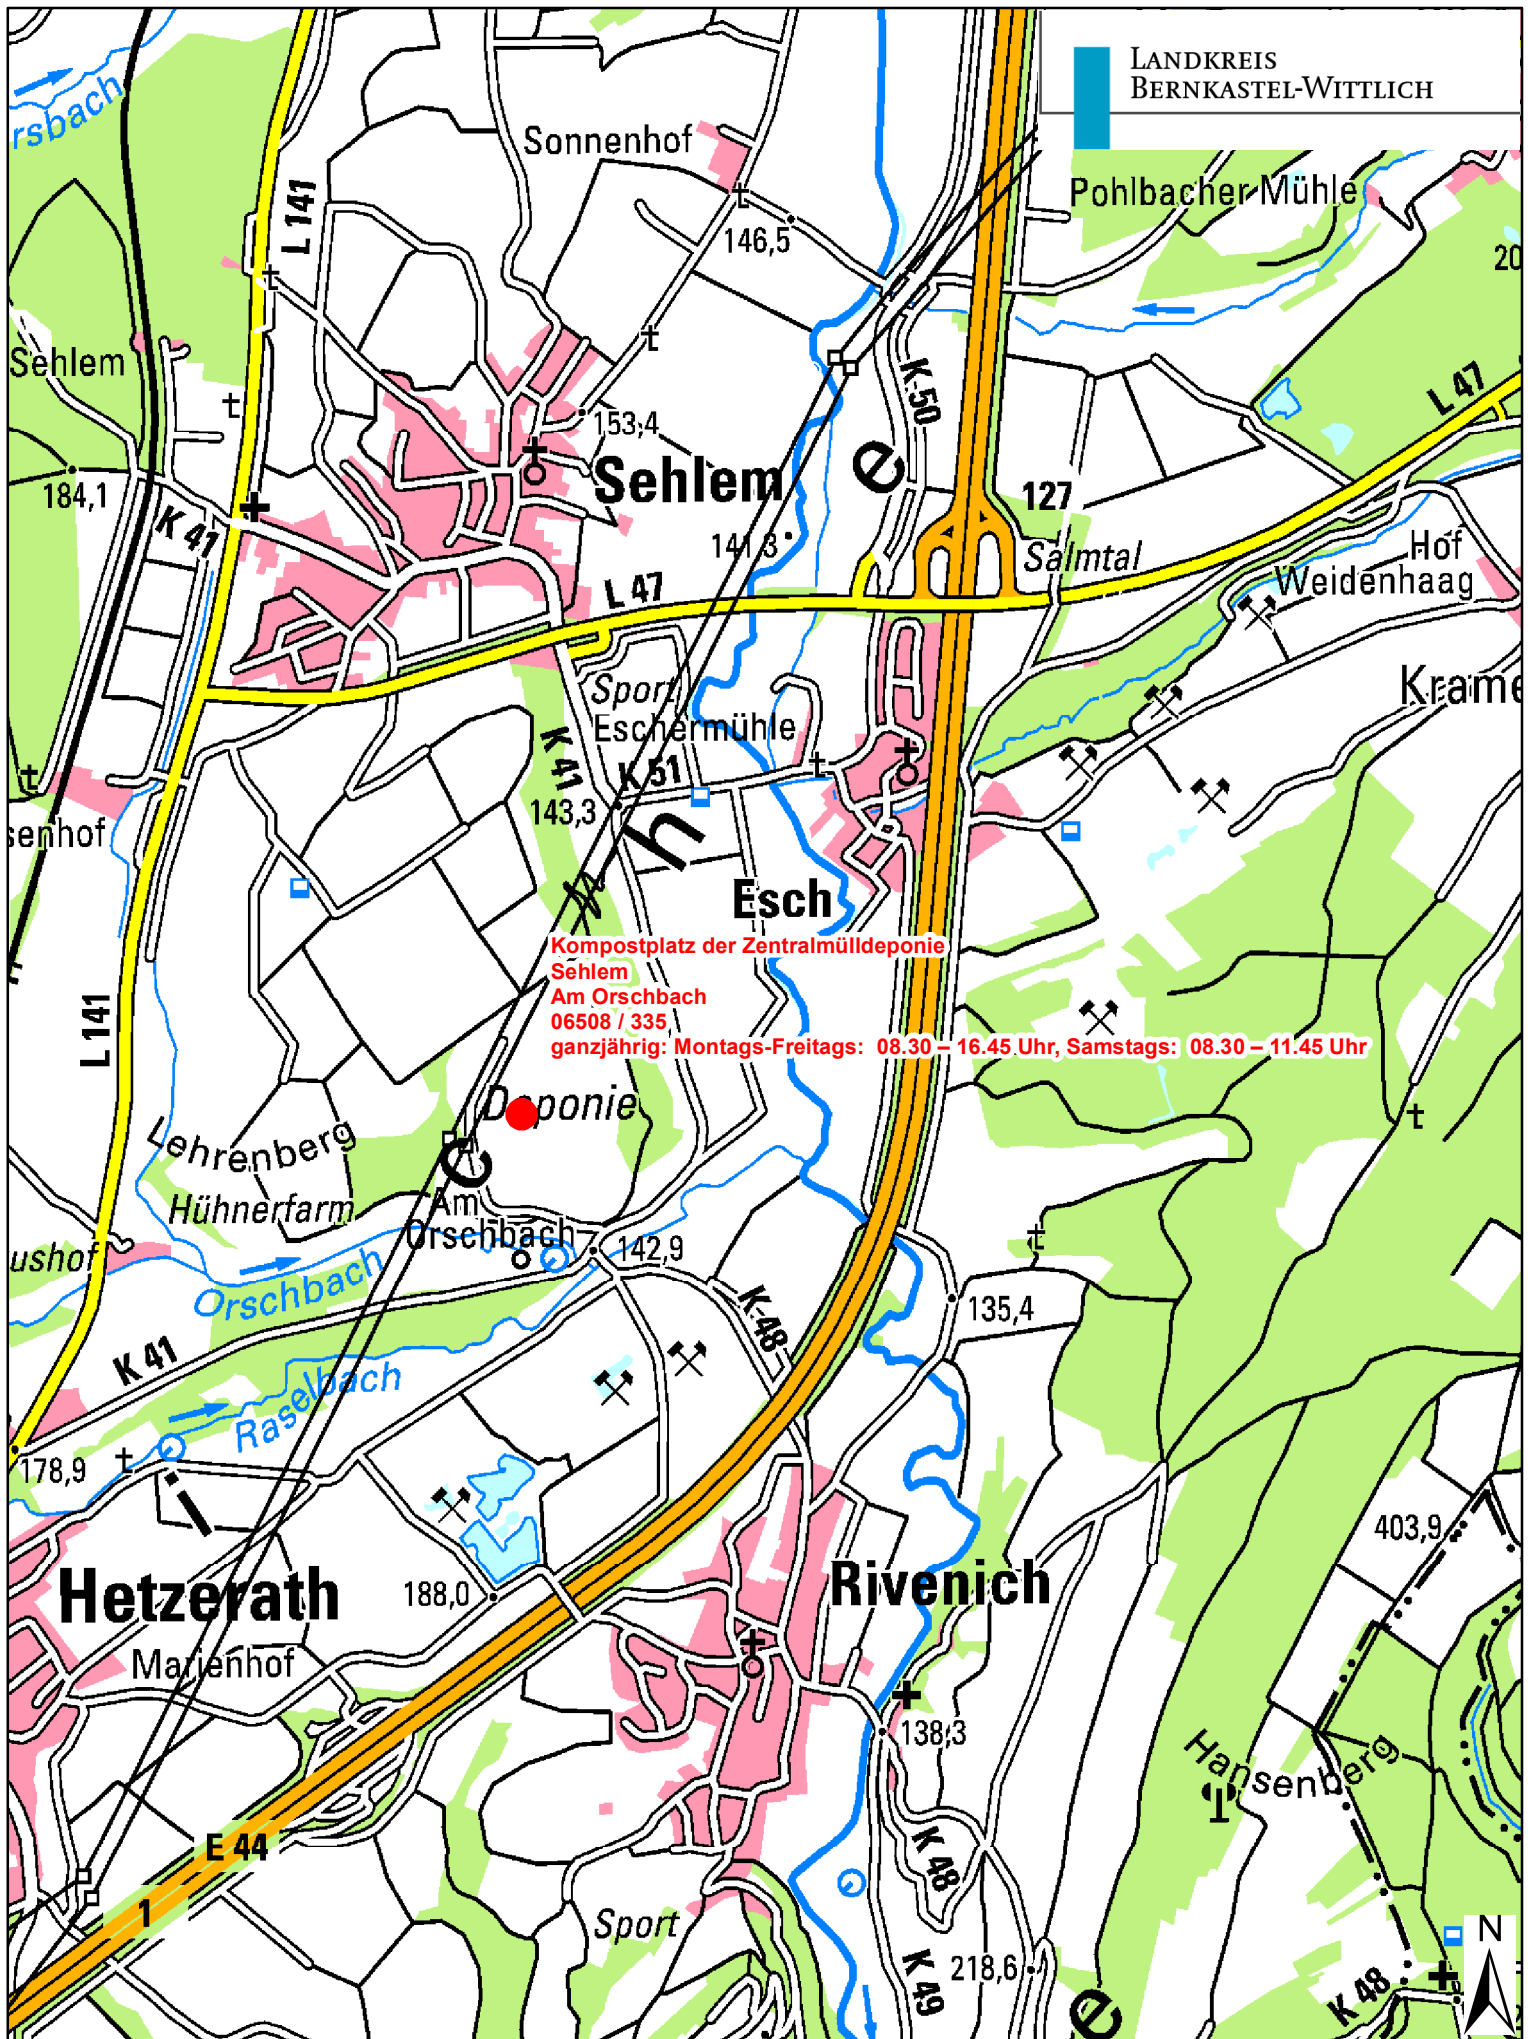 LANDKREIS
BERNKASTEL-WITTLICH
rsbach
Sonnenhof
L 141
Pohlbacher Mühle
146,5
20
Sehlem
K 50
L 47
153,4
Sehlem
e
184,1
K 41
127
141,3
Salmtal
Hof
Weidenhaag
L 47
Sport
Eschermühle
Krame
K 41
K 51
143,3
h
senhof
Esch
Kompostplatz der Zentralmülldeponie
Sehlem
Am Orschbach
06508 / 335
ganzjährig: Montags-Freitags: 08.30 – 16.45 Uhr, Samstags: 08.30 – 11.45 Uhr
L 141
Deponie
Lehrenberg
c
Hühnerfarm
Am
Orschbach
142,9
ushof
Orschbach
K 48
135,4
K 41
Raselbach
178,9
i
403,9
Hetzerath
188,0
Rivenich
Marienhof
138,3
Hansenberg
E 44
K 48
1
Sport
N
K 49
218,6
e
K 48